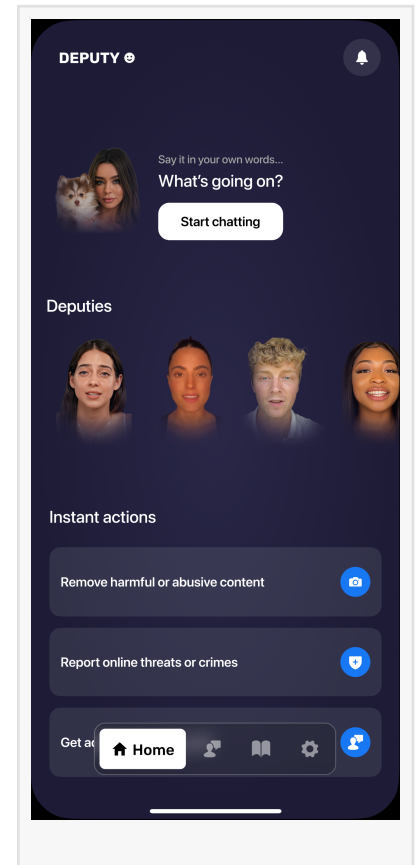 DEPUTY
Say it in your own words...
What's going on?
Start chatting
Deputies
Instant actions
Remove harmful or abusive content
Report online threats or crimes
Get
Home